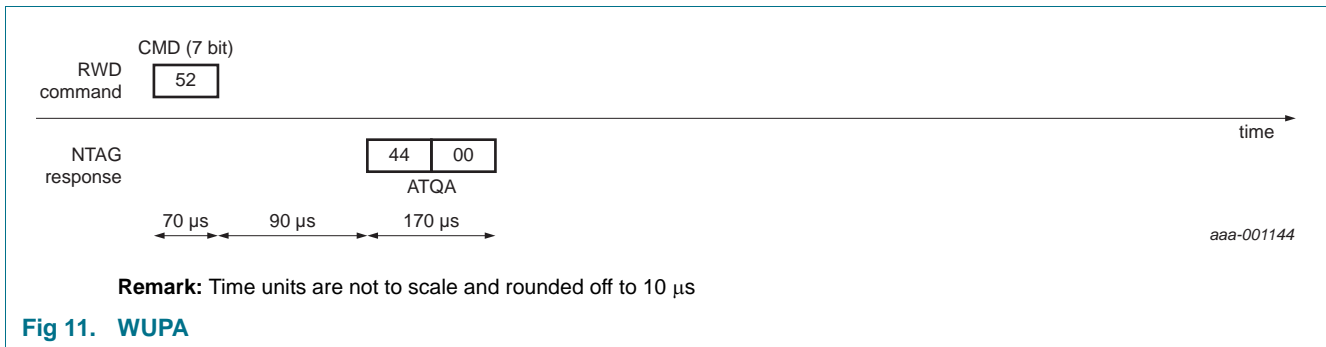 CMD (7 bit)
RWD
command
52
time
NTAG
response
44 00
ATQA
70 µs 90 µs 170 µs
aaa-001144
Remark: Time units are not to scale and rounded off to 10 µs
Fig 11. WUPA